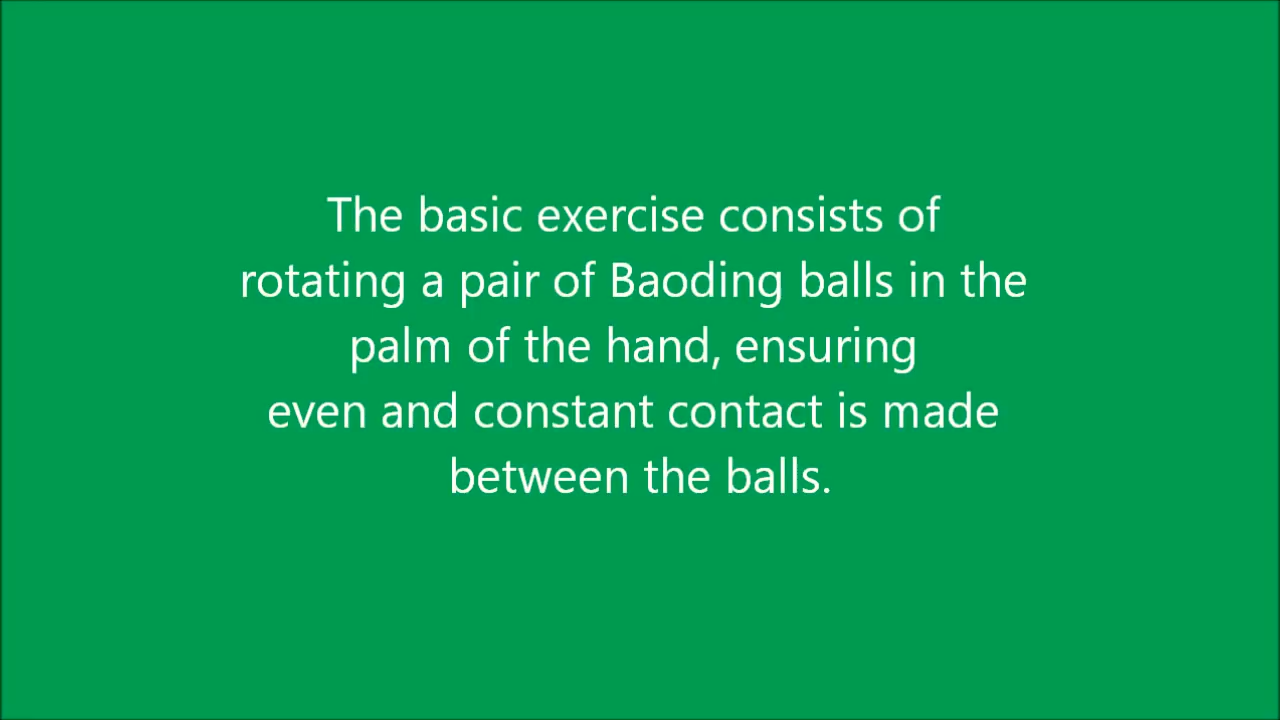 The basic exercise consists of
rotating a pair of Baoding balls in the
palm of the hand, ensuring
even and constant contact is made
between the balls.